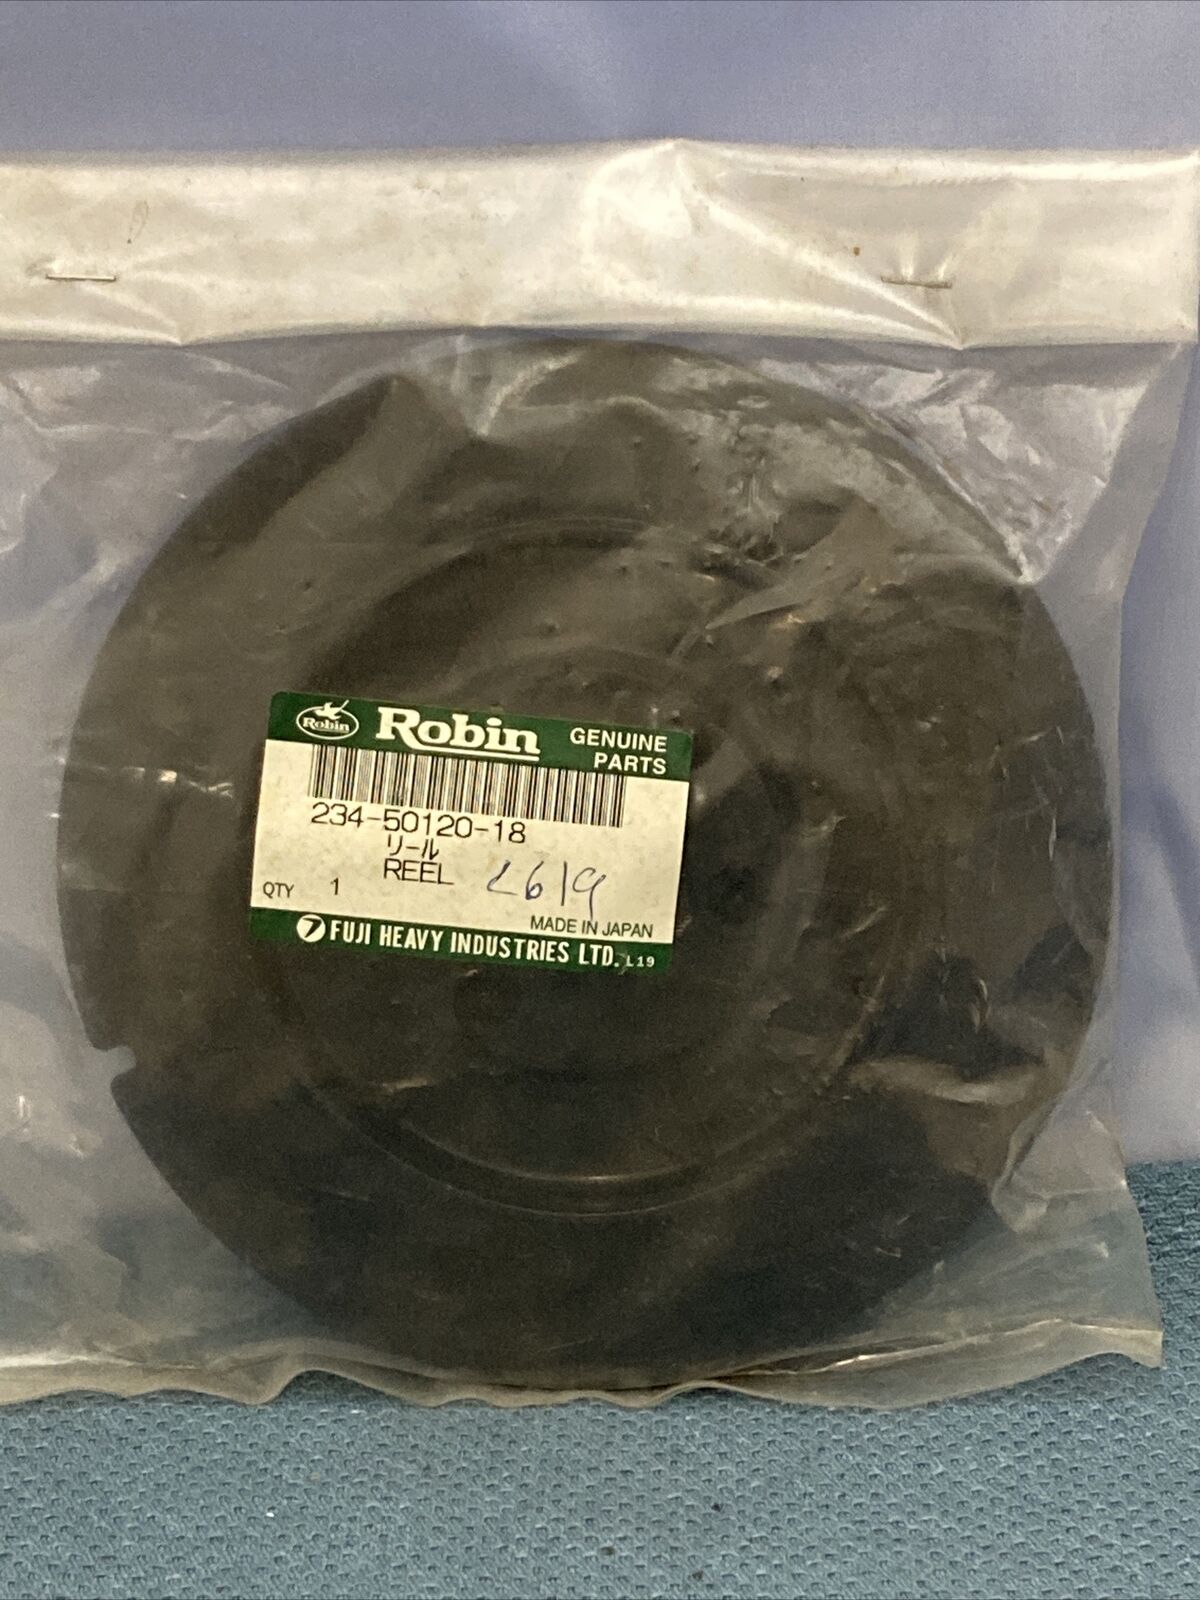 Robin
Robin
GENUINE
PARTS
234-50120-18
リール
REEL
QTY 1
MADE IN JAPAN
FUJI HEAVY INDUSTRIES LTD. L19